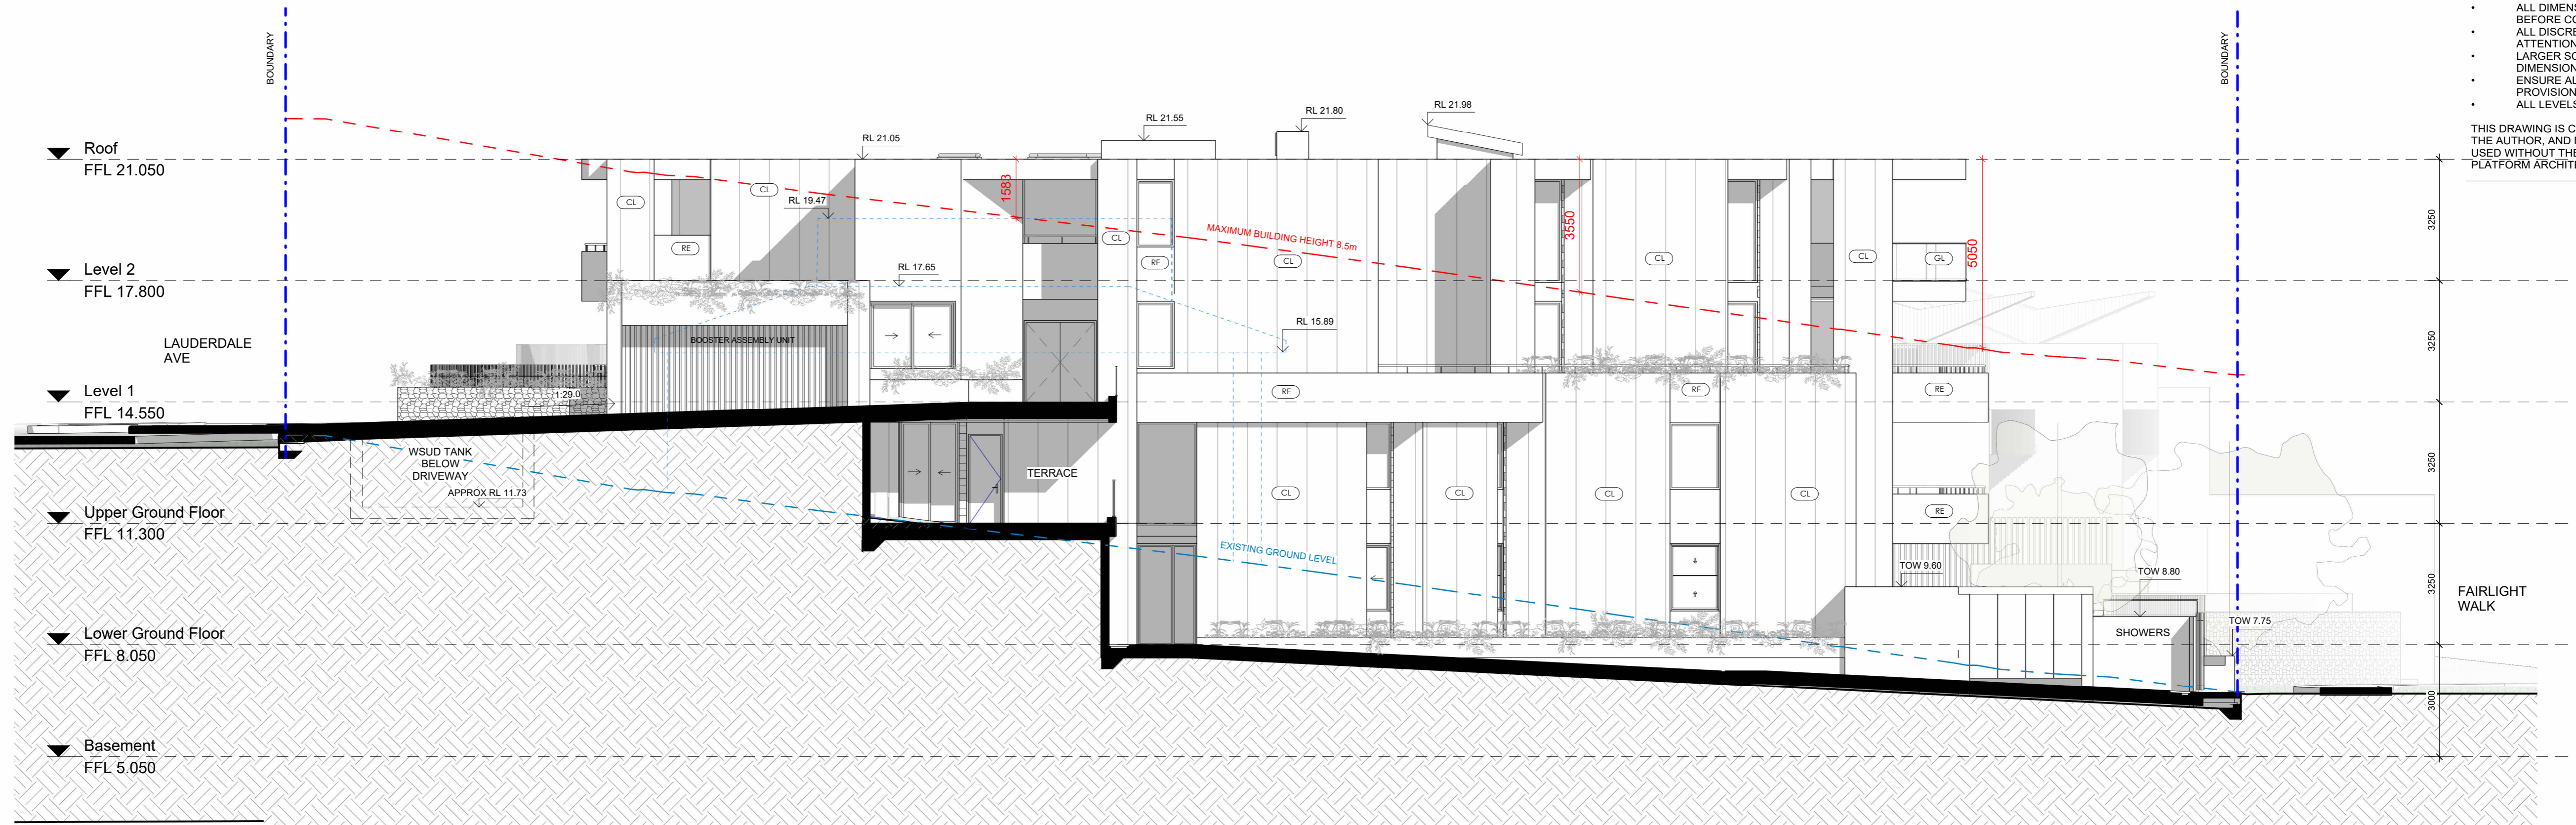 BOUNDARY
BOUNDARY
• ALL DIMENS
BEFORE CO
• ALL DISCRE
ATTENTION
• LARGER SC
DIMENSION
• ENSURE AL
PROVISION
• ALL LEVELS
THIS DRAWING IS C
THE AUTHOR, AND
USED WITHOUT THE
PLATFORM ARCHITE
RL 21.98
RL 21.80
RL 21.55
RL 21.05
Roof
FFL 21.050
CL
CL
1583
RL 19.47
3550
5050
3250
MAXIMUM BUILDING HEIGHT 8.5m
CL
RE
RE
CL
CL
CL
GL
Level 2
FFL 17.800
RL 17.65
RL 15.89
3250
LAUDERDALE
AVE
BOOSTER ASSEMBLY UNIT
Level 1
FFL 14.550
1:29.0
RE
RE
RE
WSUD TANK
BELOW
DRIVEWAY
APPROX RL 11.73
TERRACE
3250
CL
CL
CL
CL
RE
Upper Ground Floor
FFL 11.300
EXISTING GROUND LEVEL
TOW 9.60
TOW 8.80
3250
FAIRLIGHT
WALK
Lower Ground Floor
FFL 8.050
TOW 7.75
SHOWERS
3000
Basement
FFL 5.050